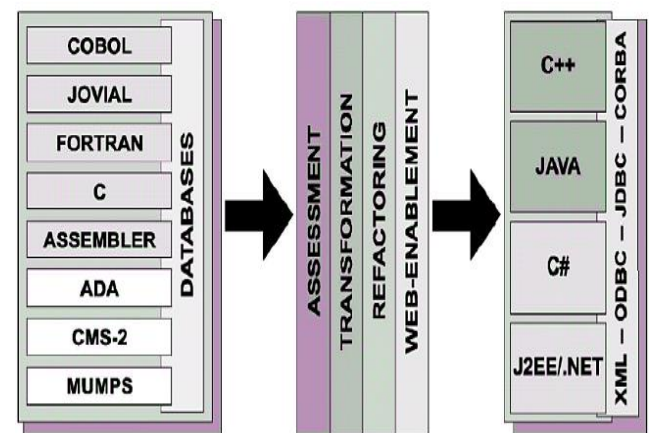 COBOL
JOVIAL
FORTRAN
C
ASSEMBLER
ADA
CMS-2
MUMPS
DATABASES
ASSESSMENT
TRANSFORMATION
REFACTORING
WEB-ENABLEMENT
C++
JAVA
C#
J2EE/.NET
XML – ODBC – JDBC – CORBA